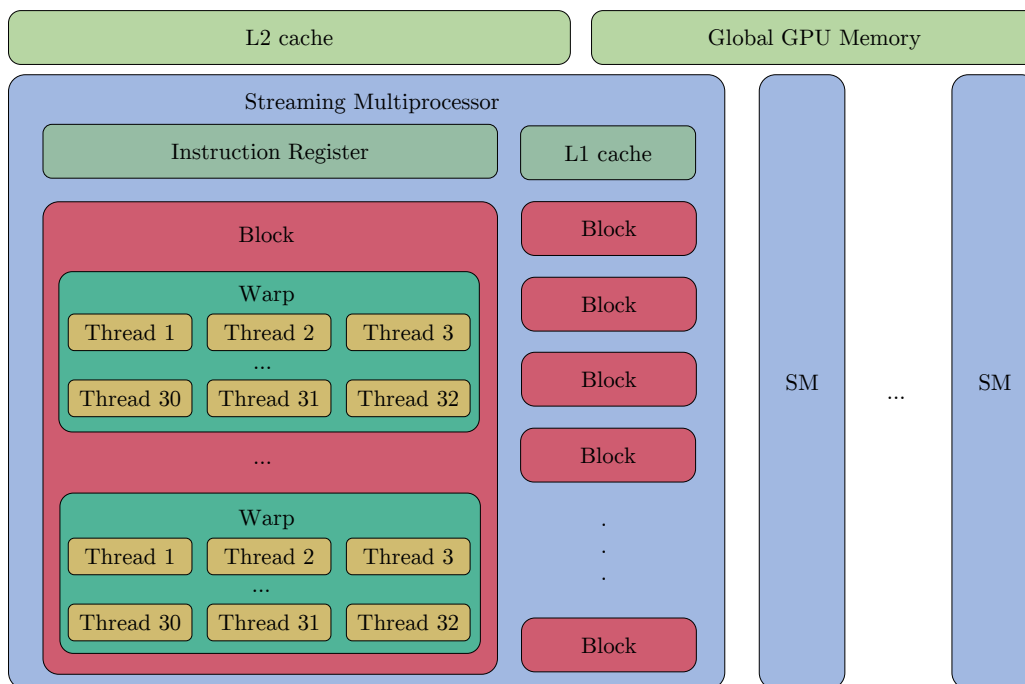 L2 cache
Global GPU Memory
Streaming Multiprocessor
Instruction Register
L1 cache
Block
Warp
Thread 1 Thread 2 Thread 3
...
Thread 30 Thread 31 Thread 32
...
Warp
Thread 1 Thread 2 Thread 3
...
Thread 30 Thread 31 Thread 32
Block
Block
Block
Block
.
.
.
Block
SM
...
SM